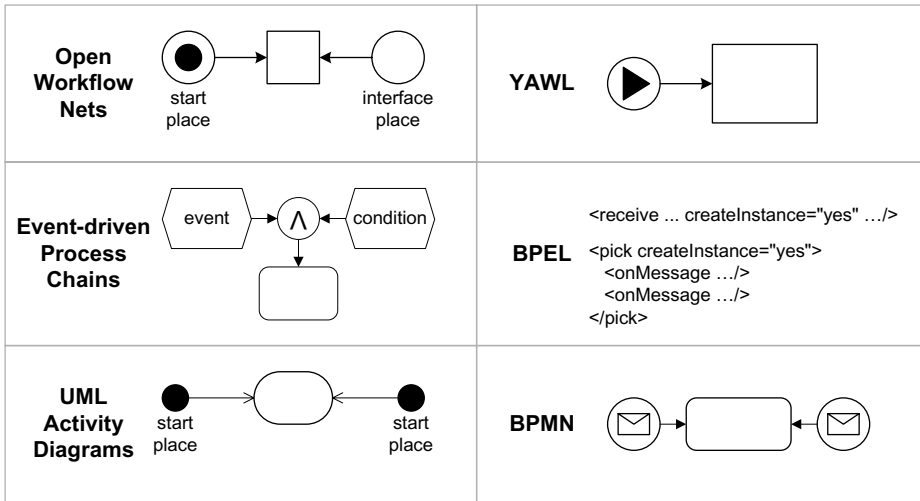 Open
Workflow
Nets
start
place
interface
place
YAWL
Event-driven
Process
Chains
event
Λ
condition
BPEL
<receive ... createInstance="yes" .../>
<pick createInstance="yes">
<onMessage .../>
<onMessage .../>
</pick>
UML
Activity
Diagrams
start
place
start
place
BPMN